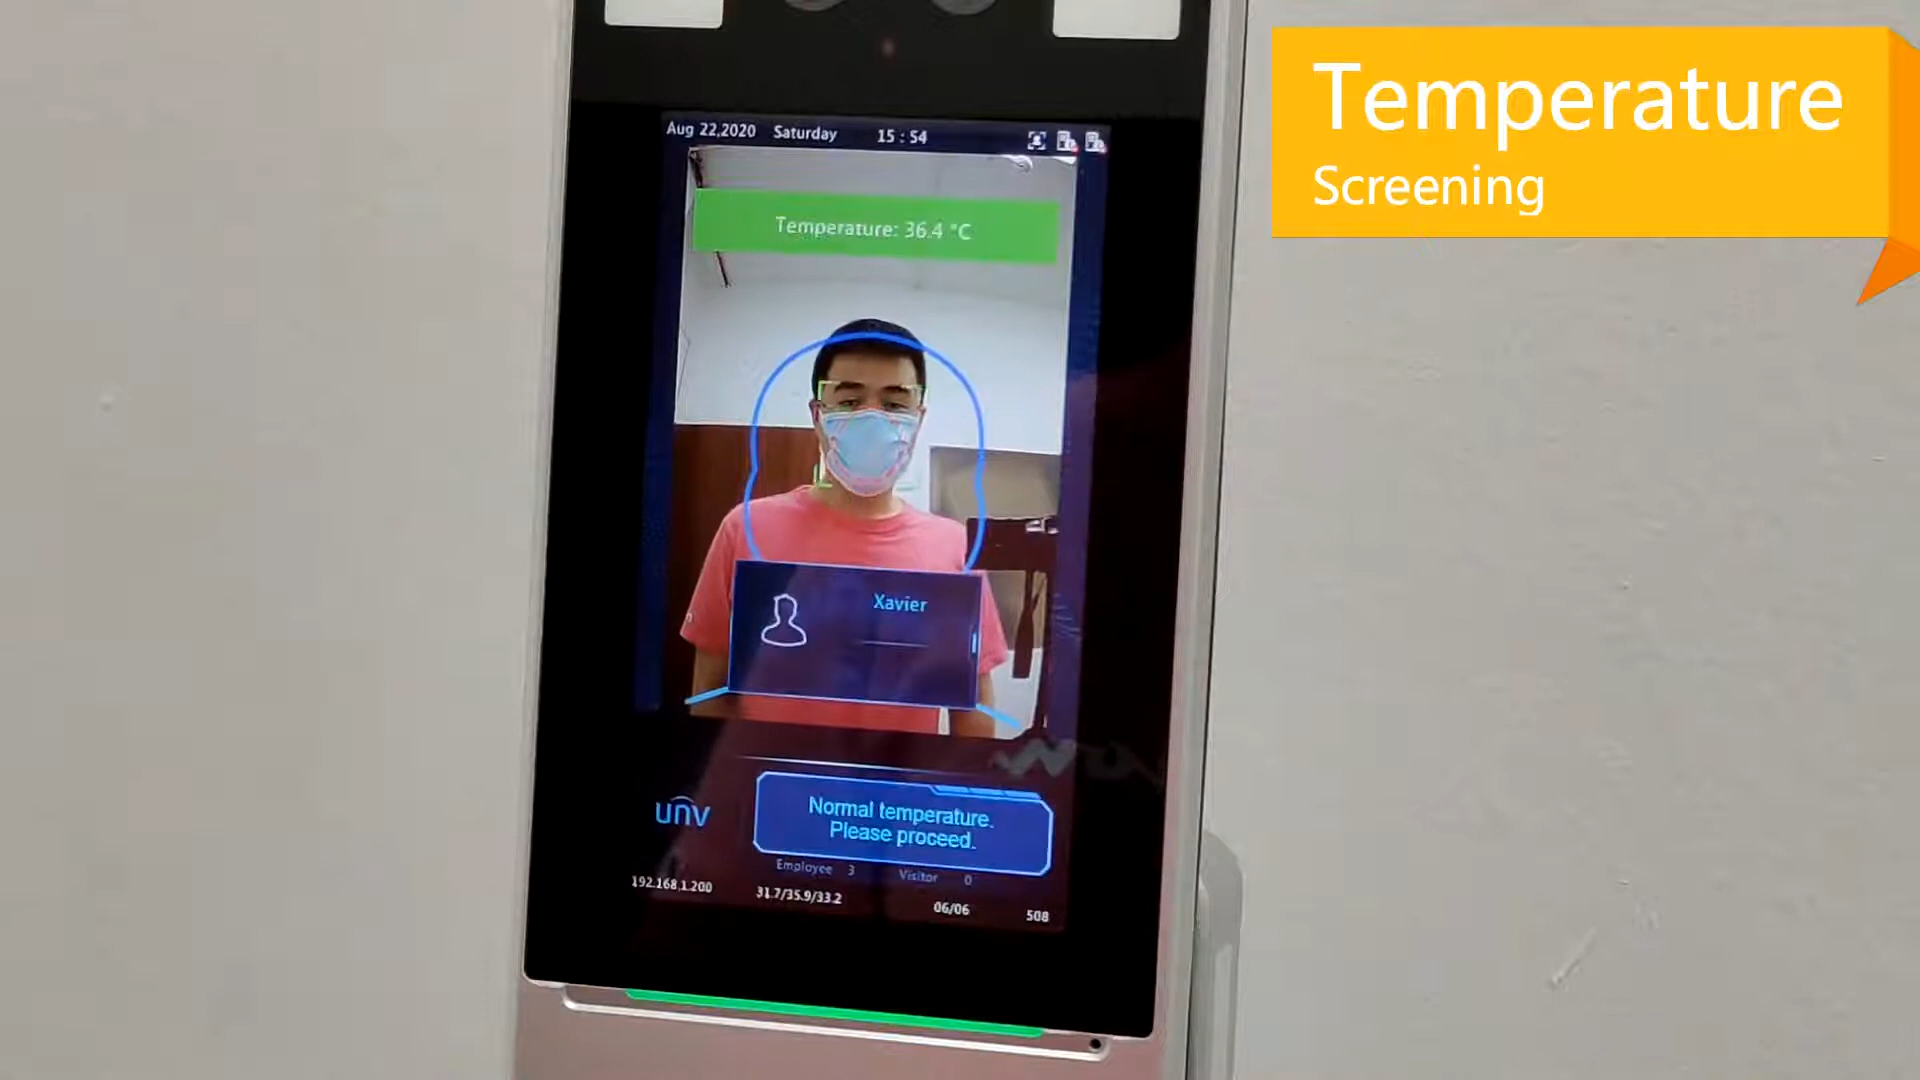 Temperature
Screening
Aug 22,2020 Saturday 15 : 54
Temperature: 36.4 °C
Xavier
unv
Normal temperature.
Please proceed.
Employee 3 Visitor 0
192.168.1.200 31.7/35.9/33.2 06/06 508